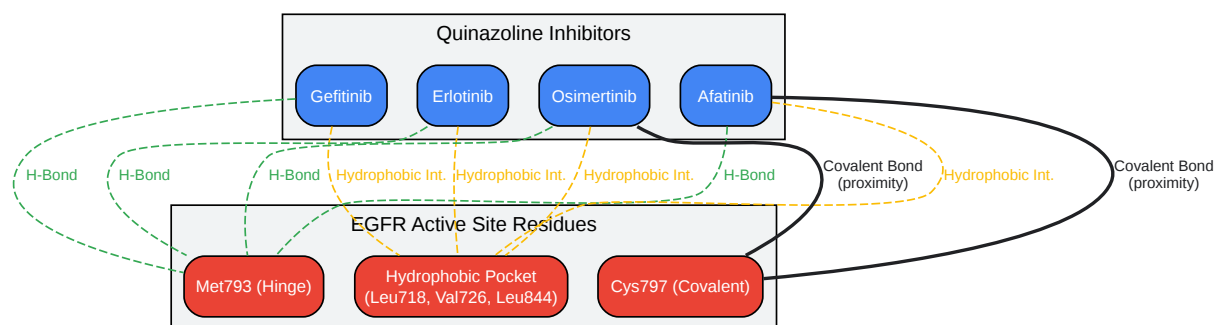 Quinazoline Inhibitors
Gefitinib
Erlotinib
Osimertinib
Afatinib
H-Bond
H-Bond
H-Bond
Hydrophobic Int.
Hydrophobic Int.
Hydrophobic Int.
H-Bond
Covalent Bond
(proximity)
Hydrophobic Int.
Covalent Bond
(proximity)
EGFR Active Site Residues
Met793 (Hinge)
Hydrophobic Pocket
(Leu718, Val726, Leu844)
Cys797 (Covalent)